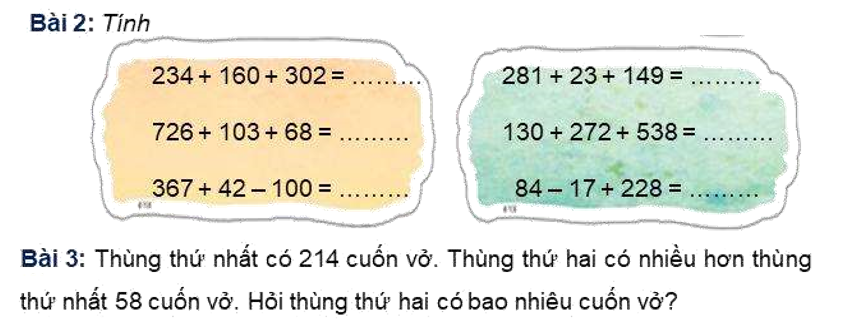 Bài 2: Tính
234 + 160 + 302 = .........
726 + 103 + 68 = .........
367 + 42 – 100 = .........
281 + 23 + 149 = .........
130 + 272 + 538 = .........
84 – 17 + 228 = .........
Bài 3: Thùng thứ nhất có 214 cuốn vở. Thùng thứ hai có nhiều hơn thùng
thứ nhất 58 cuốn vở. Hỏi thùng thứ hai có bao nhiêu cuốn vở?